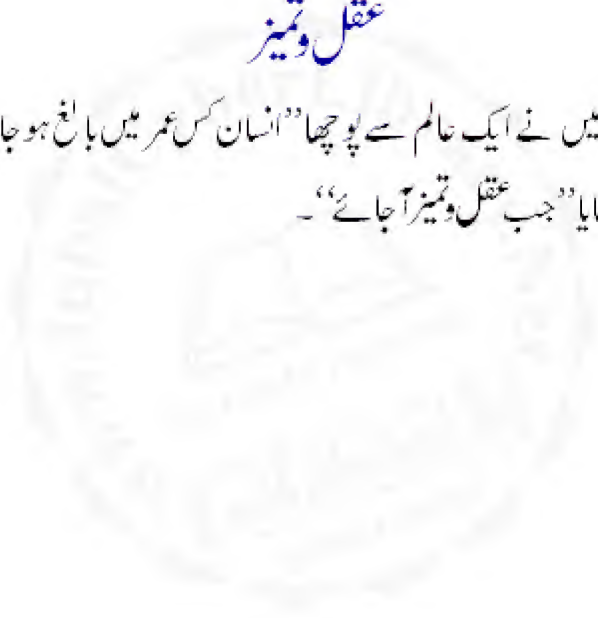 عقل و تمیز
میں نے ایک عالم سے پوچھا ’’انسان کس عمر میں بالغ ہو جا
ایا ’’جب عقل و تمیز آجائے‘‘۔